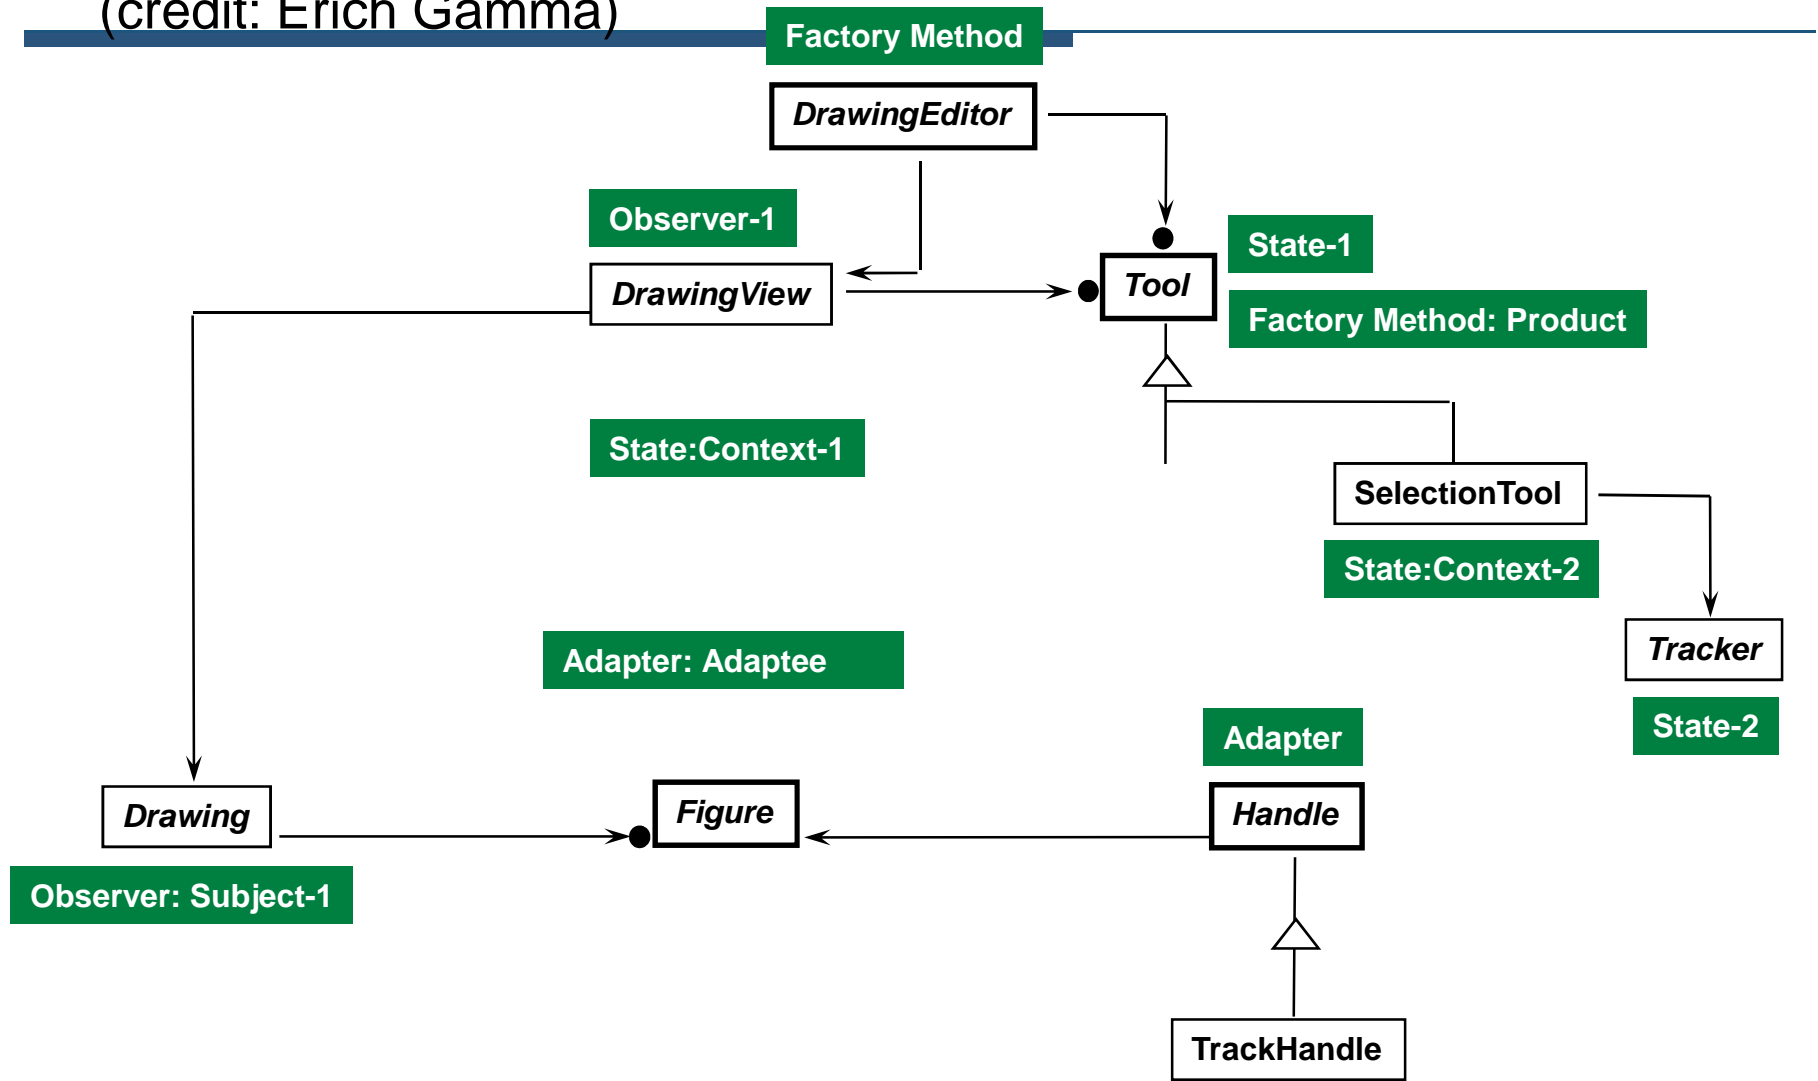 (credit: Erich Gamma)
Factory Method
DrawingEditor
Observer-1
DrawingView
Tool
State-1
Factory Method: Product
State:Context-1
SelectionTool
State:Context-2
Adapter: Adaptee
Tracker
State-2
Adapter
Drawing
Figure
Handle
Observer: Subject-1
TrackHandle